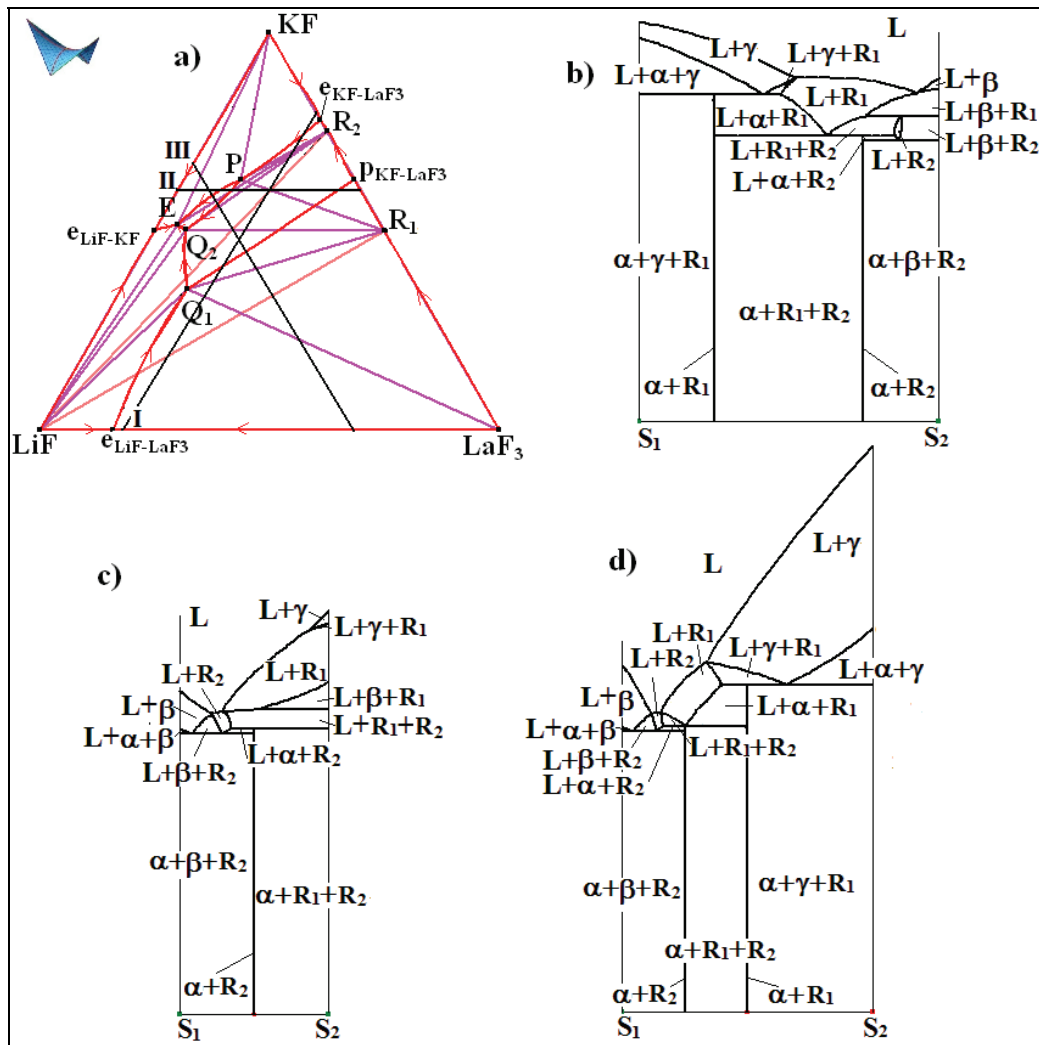 a)
KF
e KF-LaF3
R2
III
P
II
pKF-LaF3
E
eLiF-KF
Q2
R1
Q1
I
LiF
eLiF-LaF3
LaF3
b)
L
L+γ
L+γ+R1
L+α+γ
L+β
L+R1
L+α+R1
L+β+R1
L+R1+R2
L+β+R2
L+R2
L+α+R2
α+γ+R1
α+β+R2
α+R1+R2
α+R1
α+R2
S1
S2
c)
L
L+γ
L+γ+R1
L+R2
L+R1
L+β
L+β+R1
L+α+β
L+R1+R2
L+α+R2
L+β+R2
α+β+R2
α+R1+R2
α+R2
S1
S2
d)
L
L+γ
L+R1
L+R2
L+γ+R1
L+α+γ
L+β
L+α+R1
L+α+β
L+R1+R2
L+β+R2
L+α+R2
α+β+R2
α+γ+R1
α+R1+R2
α+R2
α+R1
S1
S2